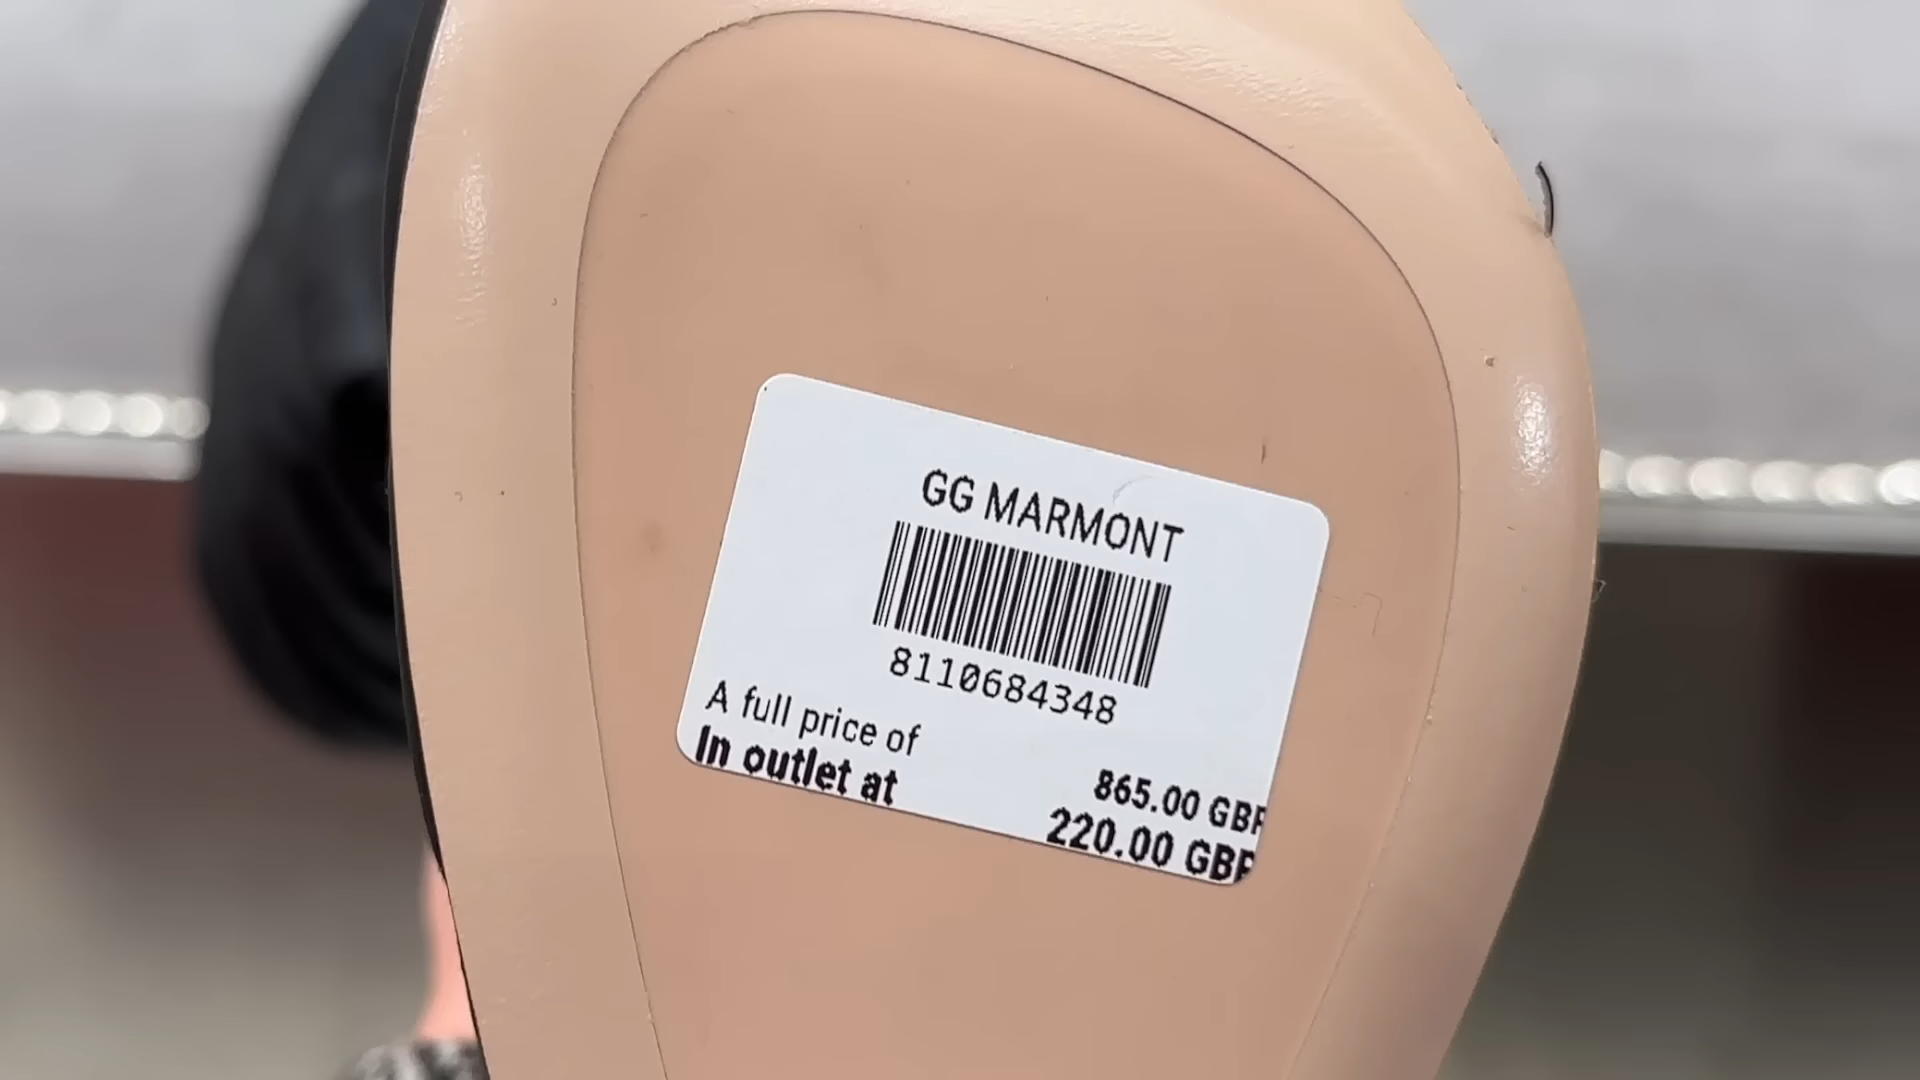 GG MARMONT
8110684348
A full price of 865.00 GBP
In outlet at 220.00 GBP